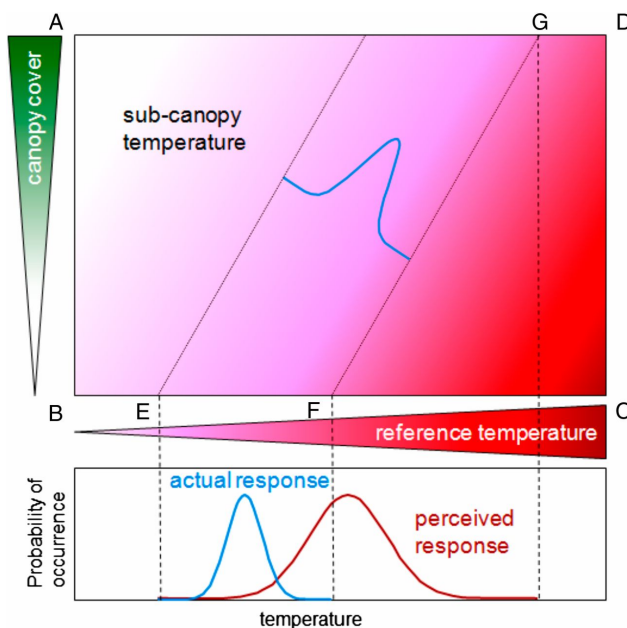 A
G
D
canopy cover
sub-canopy
temperature
B
E
F
C
reference temperature
actual response
perceived
response
Probability of
occurrence
temperature